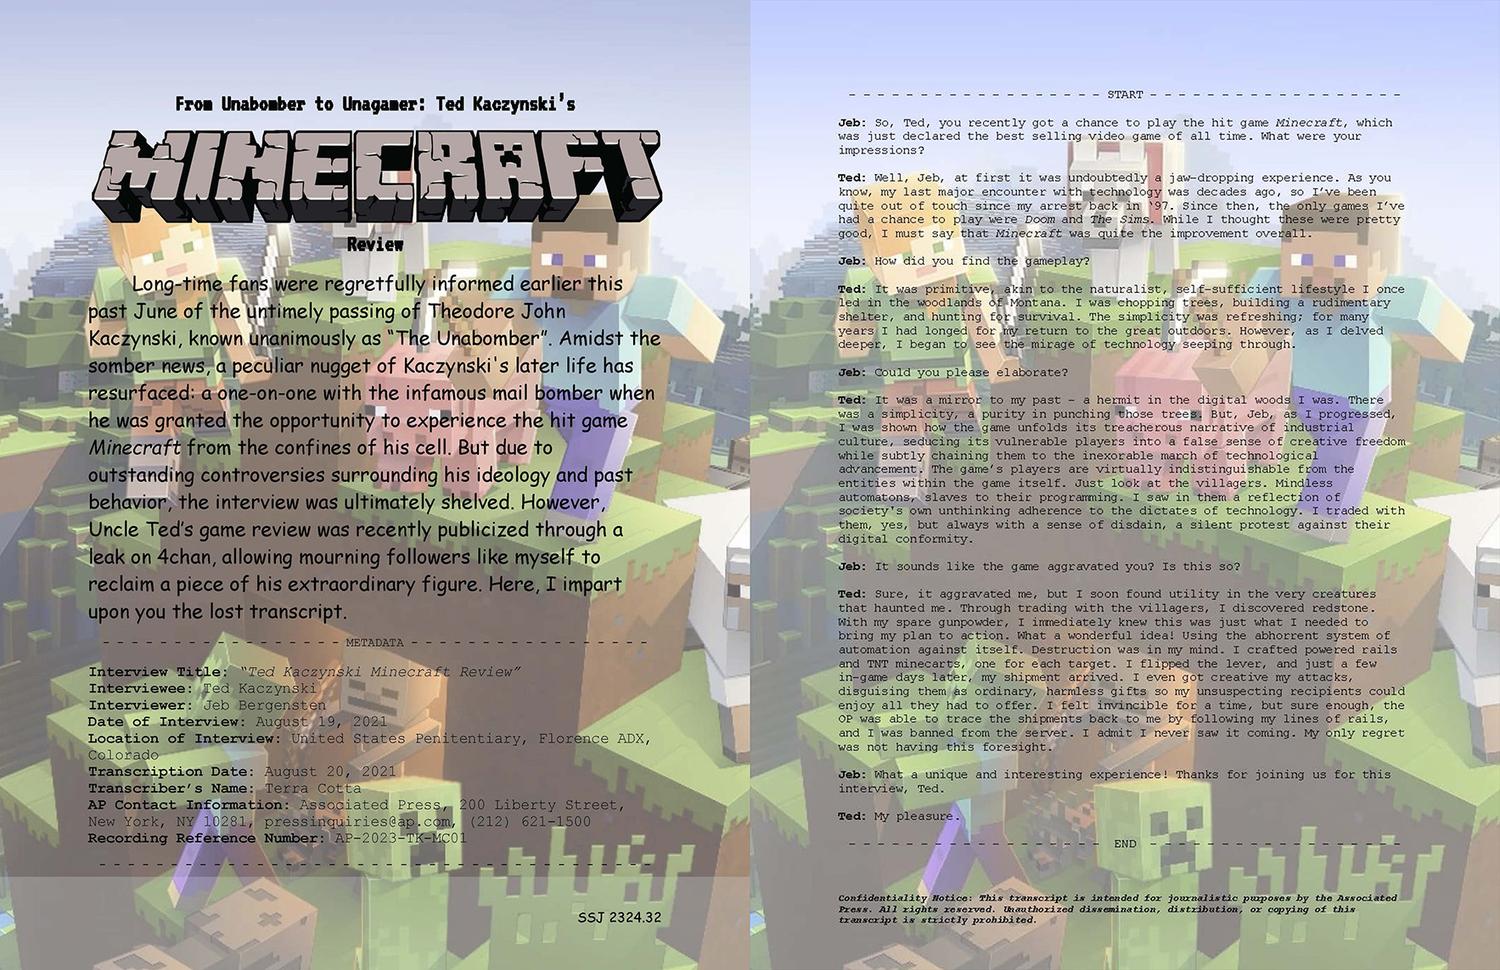 From Unabomber to Unagamer: Ted Kaczynski's
MINECRAFT
Review
Long-time fans were regretfully informed earlier this
past June of the untimely passing of Theodore John
Kaczynski, known unanimously as “The Unabomber”. Amidst the
somber news, a peculiar nugget of Kaczynski's later life has
resurfaced: a one-on-one with the infamous mail bomber when
he was granted the opportunity to experience the hit game
Minecraft from the confines of his cell. But due to
outstanding controversies surrounding his ideology and past
behavior, the interview was ultimately shelved. However,
Uncle Ted’s game review was recently publicized through a
leak on 4chan, allowing mourning followers like myself to
reclaim a piece of his extraordinary figure. Here, I impart
upon you the lost transcript.
- - - - - - - - - - - - - - - - - - METADATA - - - - - - - - - - - - - - - - - -
Interview Title: “Ted Kaczynski Minecraft Review”
Interviewee: Ted Kaczynski
Interviewer: Jeb Bergensten
Date of Interview: August 19, 2021
Location of Interview: United States Penitentiary, Florence ADX,
Colorado
Transcription Date: August 20, 2021
Transcriber’s Name: Terra Cotta
AP Contact Information: Associated Press, 200 Liberty Street,
New York, NY 10281, pressinquiries@ap.com, (212) 621-1500
Recording Reference Number: AP-2023-TK-MC01
SSJ 2324.32
- - - - - - - - - - - - - - - - - - - START - - - - - - - - - - - - - - - - - - -
Jeb: So, Ted, you recently got a chance to play the hit game Minecraft, which
was just declared the best selling video game of all time. What were your
impressions?
Ted: Well, Jeb, at first it was undoubtedly a jaw-dropping experience. As you
know, my last major encounter with technology was decades ago, so I’ve been
quite out of touch since my arrest back in ‘97. Since then, the only games I’ve
had a chance to play were Doom and The Sims. While I thought these were pretty
good, I must say that Minecraft was quite the improvement overall.
Jeb: How did you find the gameplay?
Ted: It was primitive, akin to the naturalist, self-sufficient lifestyle I once
led in the woodlands of Montana. I was chopping trees, building a rudimentary
shelter, and hunting for survival. The simplicity was refreshing; for many
years I had longed for my return to the great outdoors. However, as I delved
deeper, I began to see the mirage of technology seeping through.
Jeb: Could you please elaborate?
Ted: It was a mirror to my past – a hermit in the digital woods I was. There
was a simplicity, a purity in punching those trees. But, Jeb, as I progressed,
I was shown how the game unfolds its treacherous narrative of industrial
culture, seducing its vulnerable players into a false sense of creative freedom
while subtly chaining them to the inexorable march of technological
advancement. The game’s players are virtually indistinguishable from the
entities within the game itself. Just look at the villagers. Mindless
automatons, slaves to their programming. I saw in them a reflection of
society's own unthinking adherence to the dictates of technology. I traded with
them, yes, but always with a sense of disdain, a silent protest against their
digital conformity.
Jeb: It sounds like the game aggravated you? Is this so?
Ted: Sure, it aggravated me, but I soon found utility in the very creatures
that haunted me. Through trading with the villagers, I discovered redstone.
With my spare gunpowder, I immediately knew this was just what I needed to
bring my plan to action. What a wonderful idea! Using the abhorrent system of
automation against itself. Destruction was in my mind. I crafted powered rails
and TNT minecarts, one for each target. I flipped the lever, and just a few
in-game days later, my shipment arrived. I even got creative my attacks,
disguising them as ordinary, harmless gifts so my unsuspecting recipients could
enjoy all they had to offer. I felt invincible for a time, but sure enough, the
OP was able to trace the shipments back to me by following my lines of rails,
and I was banned from the server. I admit I never saw it coming. My only regret
was not having this foresight.
Jeb: What a unique and interesting experience! Thanks for joining us for this
interview, Ted.
Ted: My pleasure.
- - - - - - - - - - - - - - - - - - - END - - - - - - - - - - - - - - - - - - -
Confidentiality Notice: This transcript is intended for journalistic purposes by the Associated
Press. All rights reserved. Unauthorized dissemination, distribution, or copying of this
transcript is strictly prohibited.